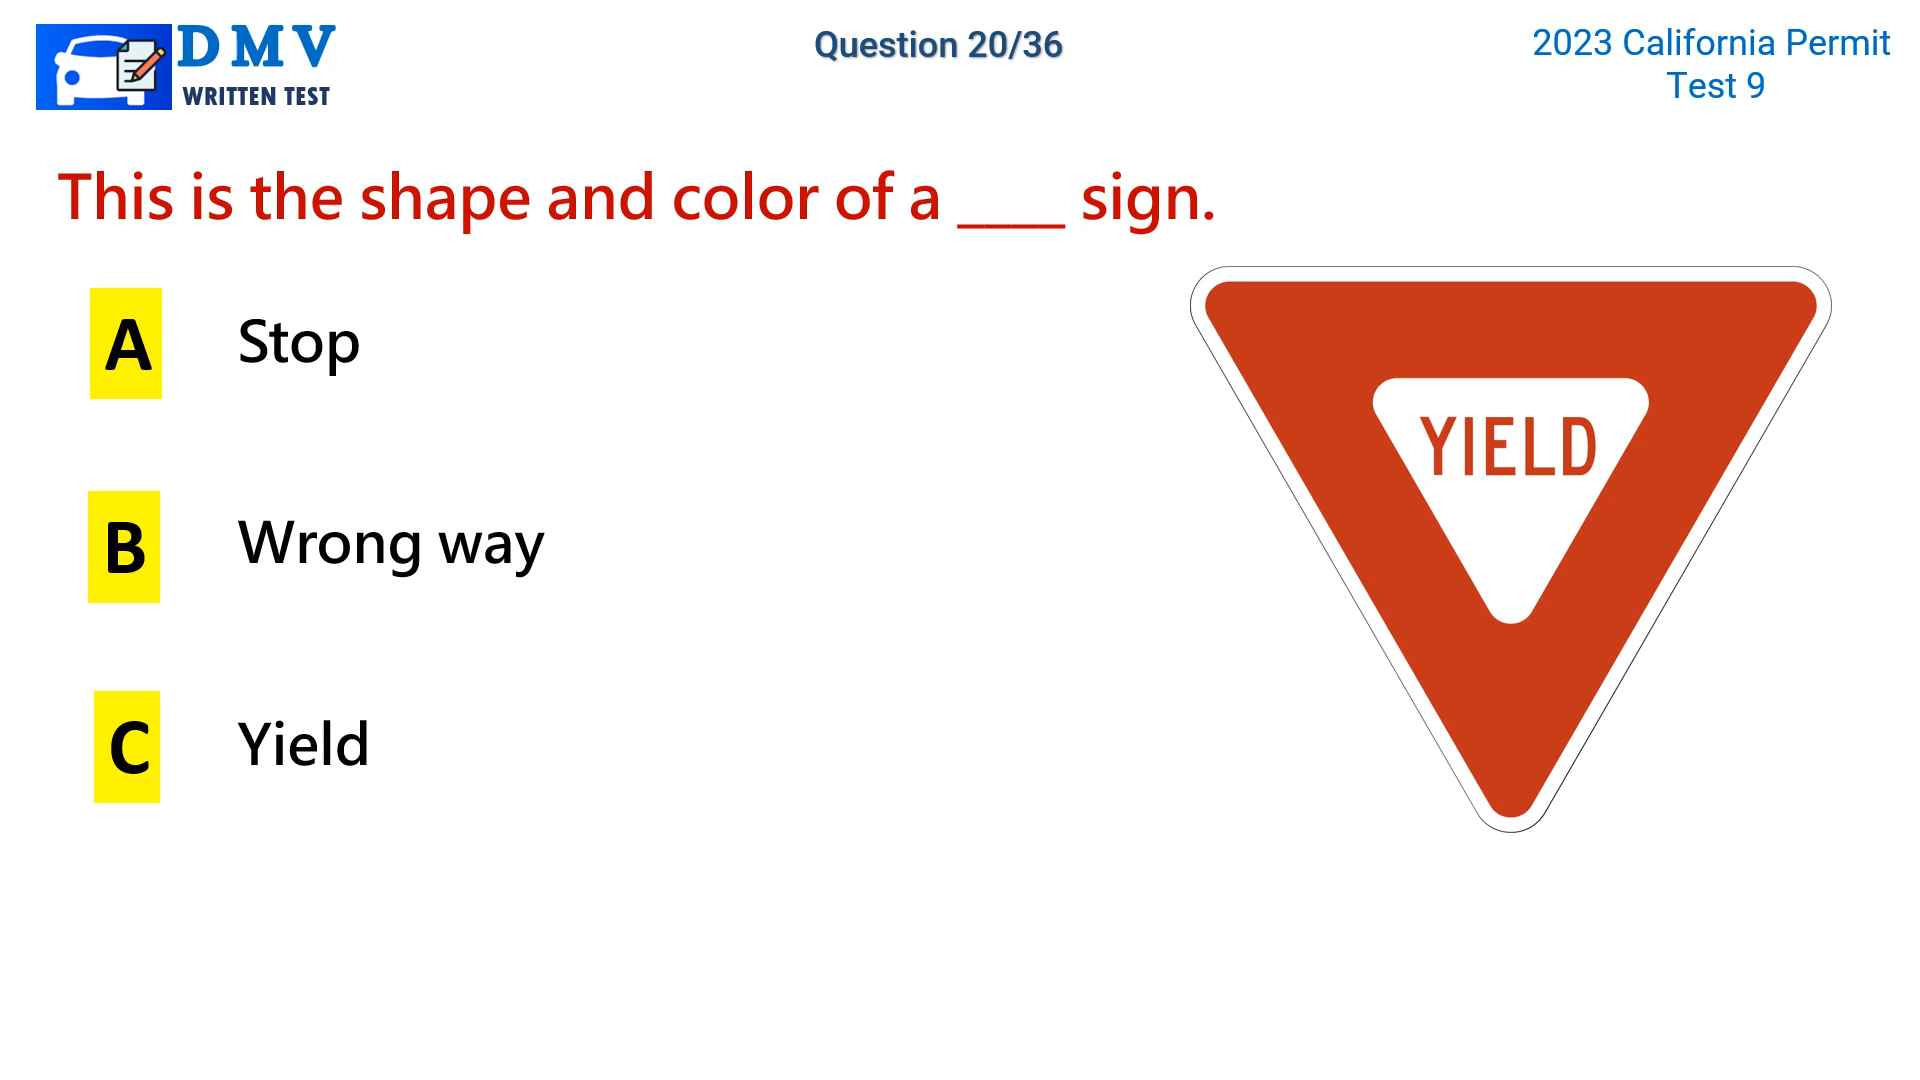 DMV
WRITTEN TEST
Question 20/36
2023 California Permit
Test 9
This is the shape and color of a ____ sign.
A Stop
B Wrong way
C Yield
YIELD